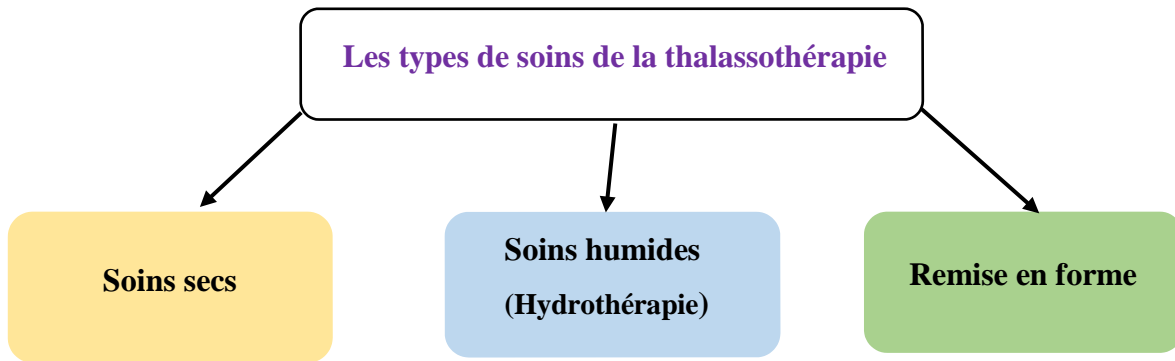 Les types de soins de la thalassothérapie
Soins secs
Soins humides
(Hydrothérapie)
Remise en forme